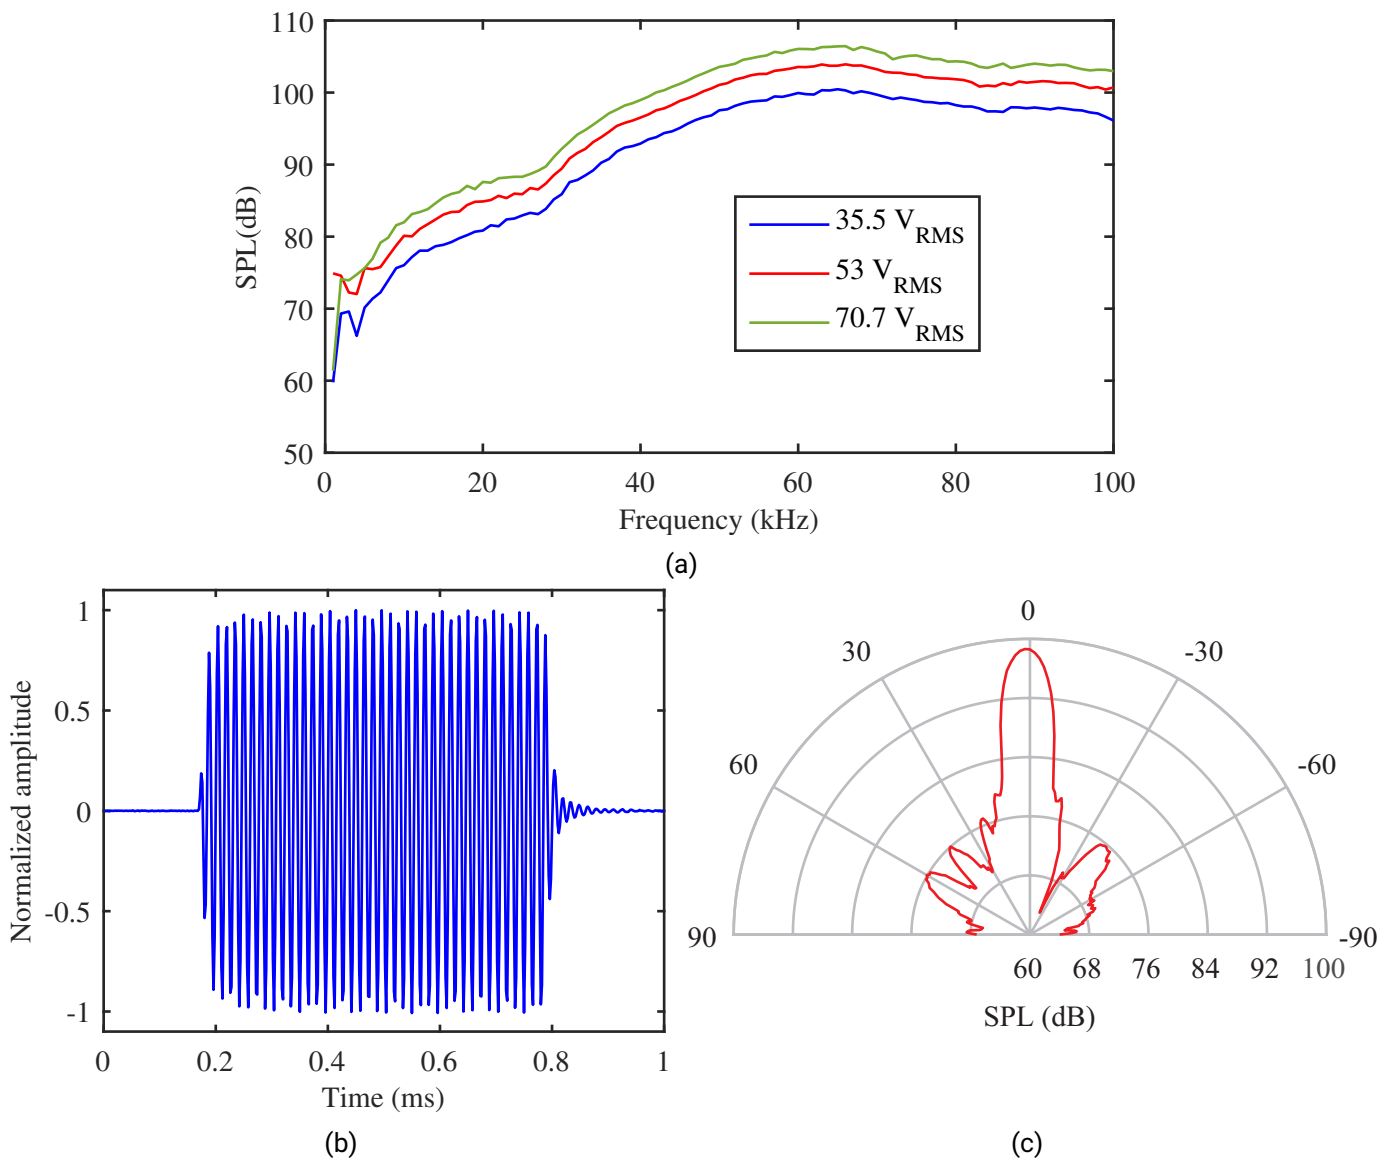 110
100
90
80
70
60
50
SPL(dB)
35.5 V_RMS
53 V_RMS
70.7 V_RMS
0 20 40 60 80 100
Frequency (kHz)
(a)
1
0.5
0
-0.5
-1
Normalized amplitude
0 0.2 0.4 0.6 0.8 1
Time (ms)
(b)
0
30 -30
60 -60
90 -90
60 68 76 84 92 100
SPL (dB)
(c)